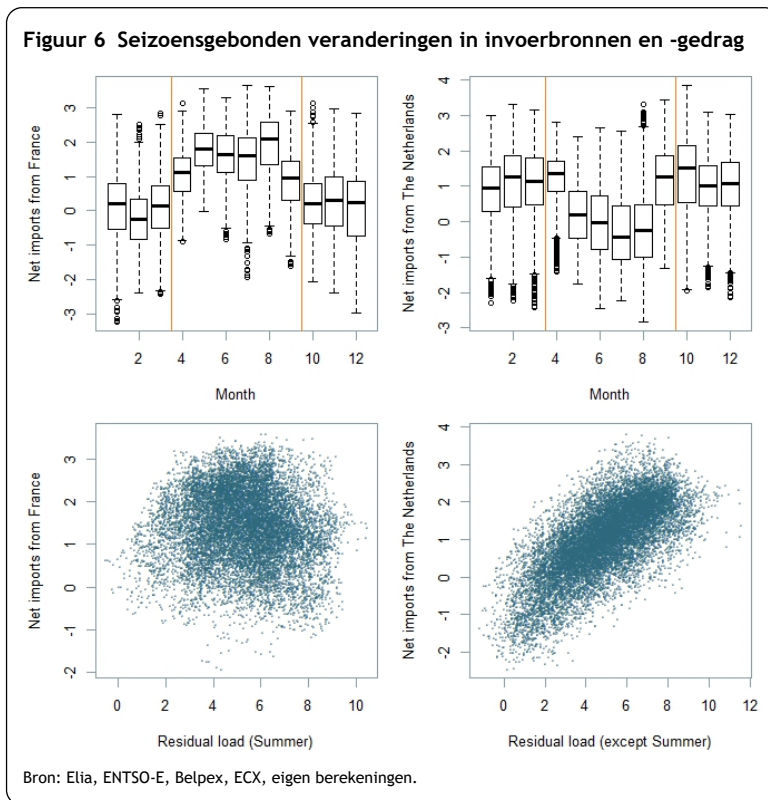 Figuur 6  Seizoensgebonden veranderingen in invoerbronnen en -gedrag
Net imports from France
3
2
1
0
-1
-2
-3
2 4 6 8 10 12
Month
Net imports from The Netherlands
4
3
2
1
0
-1
-2
-3
2 4 6 8 10 12
Month
Net imports from France
3
2
1
0
-1
-2
0 2 4 6 8 10
Residual load (Summer)
Net imports from The Netherlands
4
3
2
1
0
-1
-2
0 2 4 6 8 10 12
Residual load (except Summer)
Bron: Elia, ENTSO-E, Belpex, ECX, eigen berekeningen.